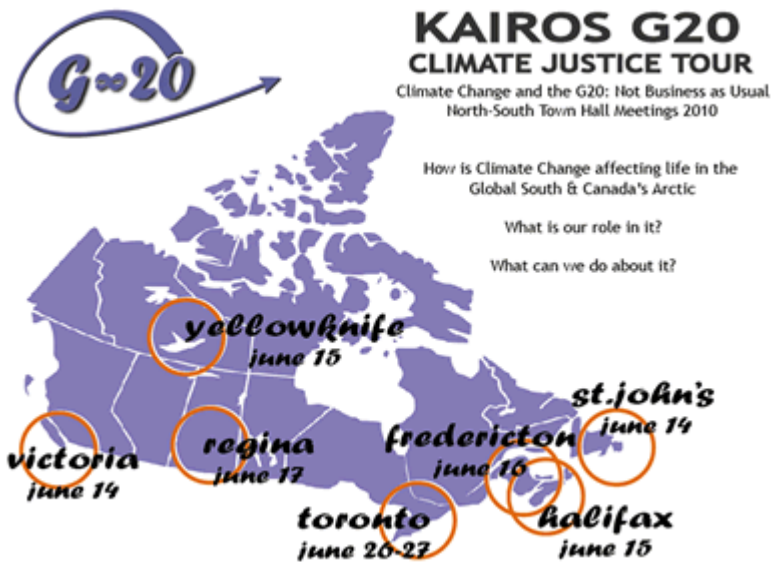 G∞20
KAIROS G20
CLIMATE JUSTICE TOUR
Climate Change and the G20: Not Business as Usual
North-South Town Hall Meetings 2010
How is Climate Change affecting life in the
Global South & Canada's Arctic
What is our role in it?
What can we do about it?
yellowknife
june 15
st.john's
june 14
fredericton
june 16
regina
june 17
victoria
june 14
toronto
june 26-27
halifax
june 15